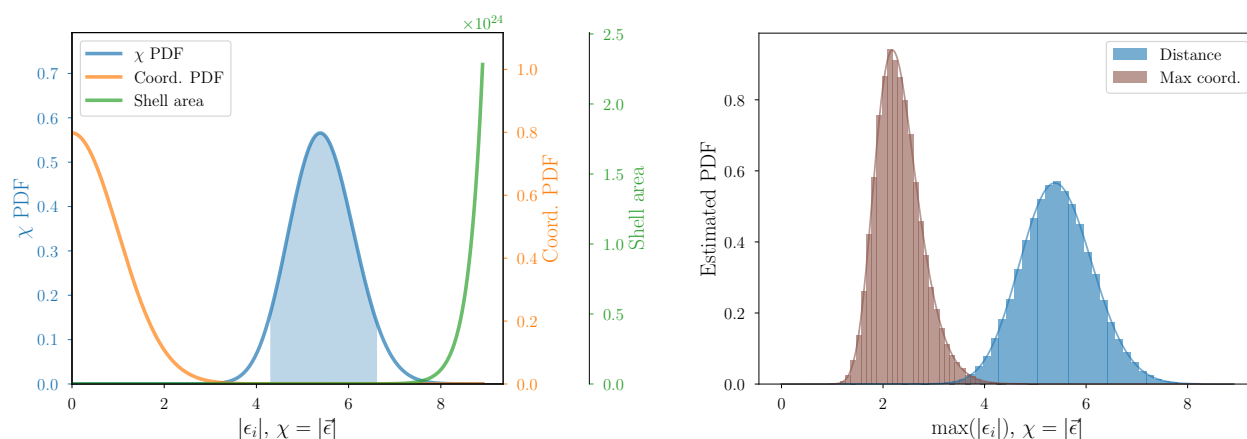 ×10²⁴
χ PDF
Coord. PDF
Shell area
0.7
0.6
0.5
0.4
0.3
0.2
0.1
0.0
χ PDF
0 2 4 6 8
|ϵᵢ|, χ = |ϵ⃗|
1.0
0.8
0.6
0.4
0.2
0.0
Coord. PDF
2.5
2.0
1.5
1.0
0.5
0.0
Shell area
Distance
Max coord.
0.8
0.6
0.4
0.2
0.0
Estimated PDF
0 2 4 6 8
max(|ϵᵢ|), χ = |ϵ⃗|